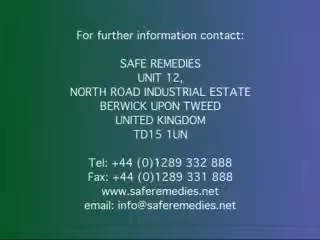 For further information contact:
SAFE REMEDIES
UNIT 12,
NORTH ROAD INDUSTRIAL ESTATE
BERWICK UPON TWEED
UNITED KINGDOM
TD15 1UN
Tel: +44 (0)1289 332 888
Fax: +44 (0)1289 331 888
www.saferemedies.net
email: info@saferemedies.net